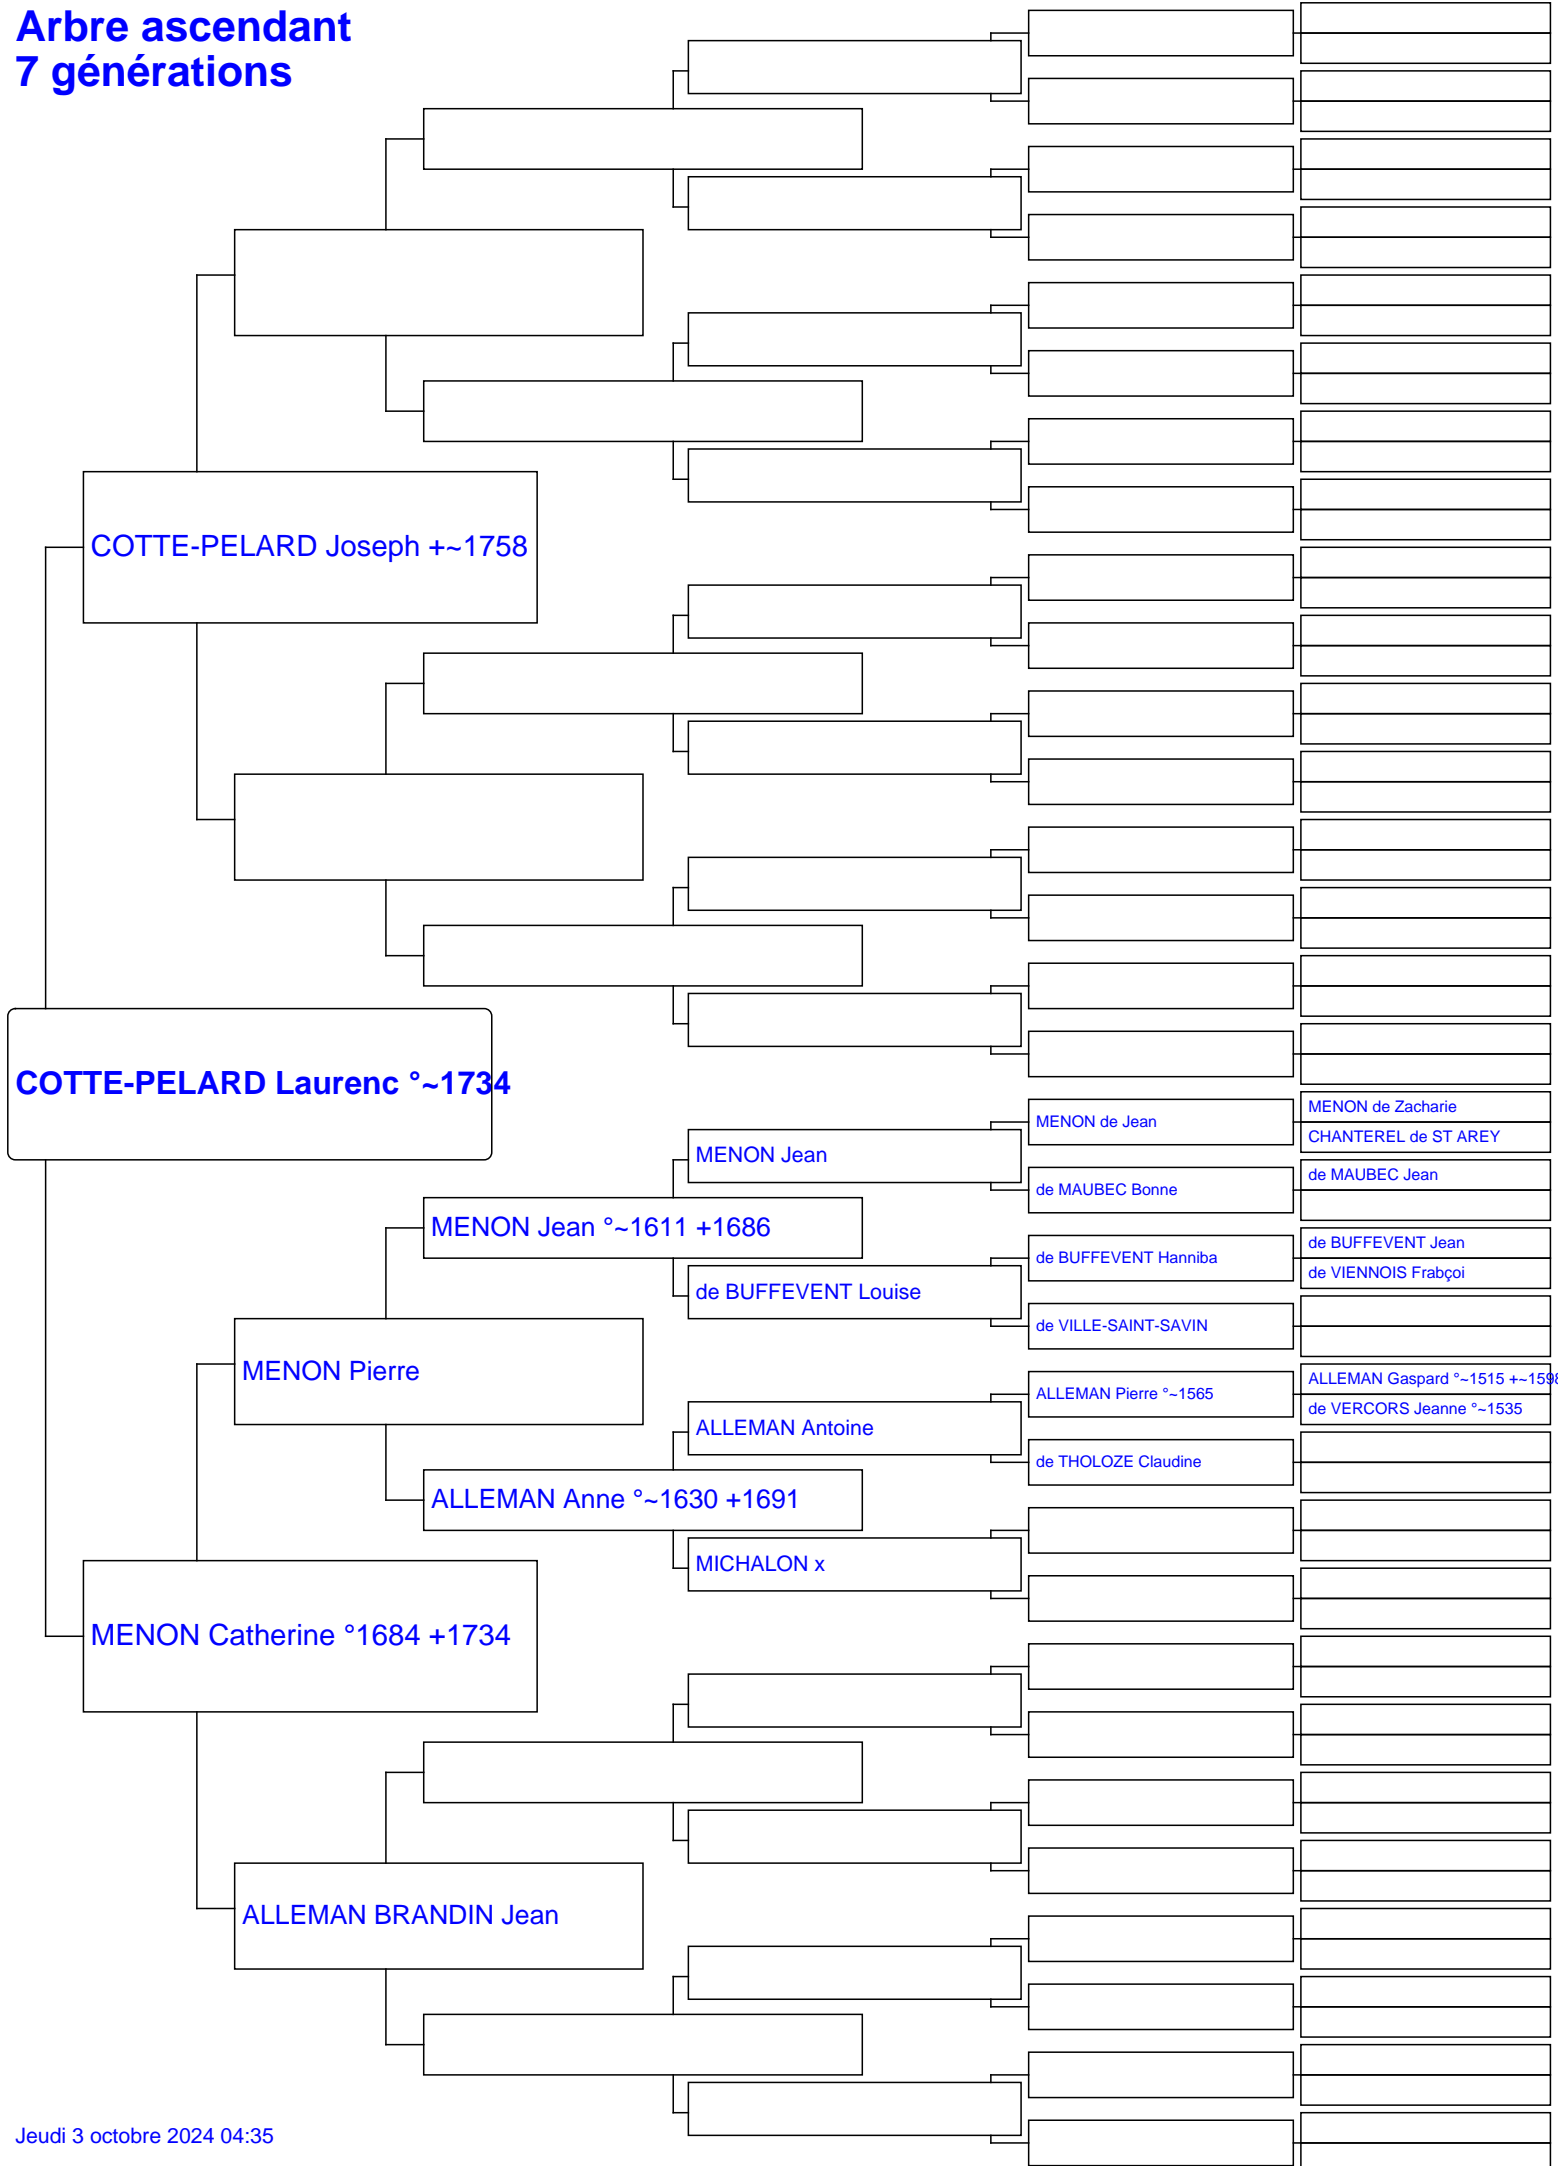 Arbre ascendant
7 générations
COTTE-PELARD Joseph +~1758
COTTE-PELARD Laurenc °~1734
MENON de Jean
MENON de Zacharie
CHANTEREL de ST AREY
MENON Jean
de MAUBEC Bonne
de MAUBEC Jean
MENON Jean °~1611 +1686
de BUFFEVENT Hanniba
de BUFFEVENT Jean
de VIENNOIS Frabçoi
de BUFFEVENT Louise
de VILLE-SAINT-SAVIN
MENON Pierre
ALLEMAN Pierre °~1565
ALLEMAN Gaspard °~1515 +~1598
de VERCORS Jeanne °~1535
ALLEMAN Antoine
de THOLOZE Claudine
ALLEMAN Anne °~1630 +1691
MICHALON x
MENON Catherine °1684 +1734
ALLEMAN BRANDIN Jean
Jeudi 3 octobre 2024 04:35